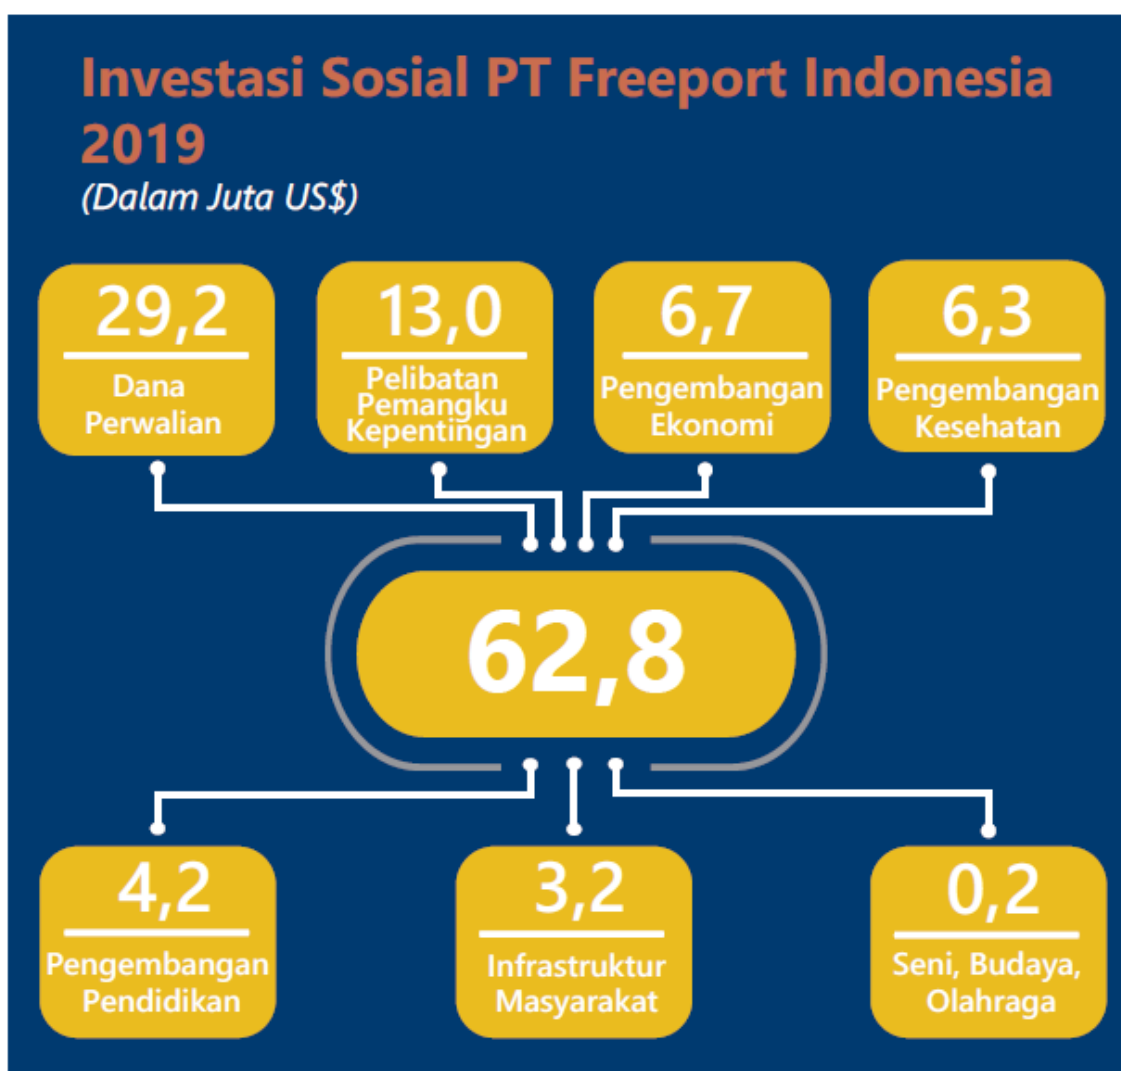 Investasi Sosial PT Freeport Indonesia
2019
(Dalam Juta US$)
29,2
Dana
Perwalian
13,0
Pelibatan
Pemangku
Kepentingan
6,7
Pengembangan
Ekonomi
6,3
Pengembangan
Kesehatan
62,8
4,2
Pengembangan
Pendidikan
3,2
Infrastruktur
Masyarakat
0,2
Seni, Budaya,
Olahraga